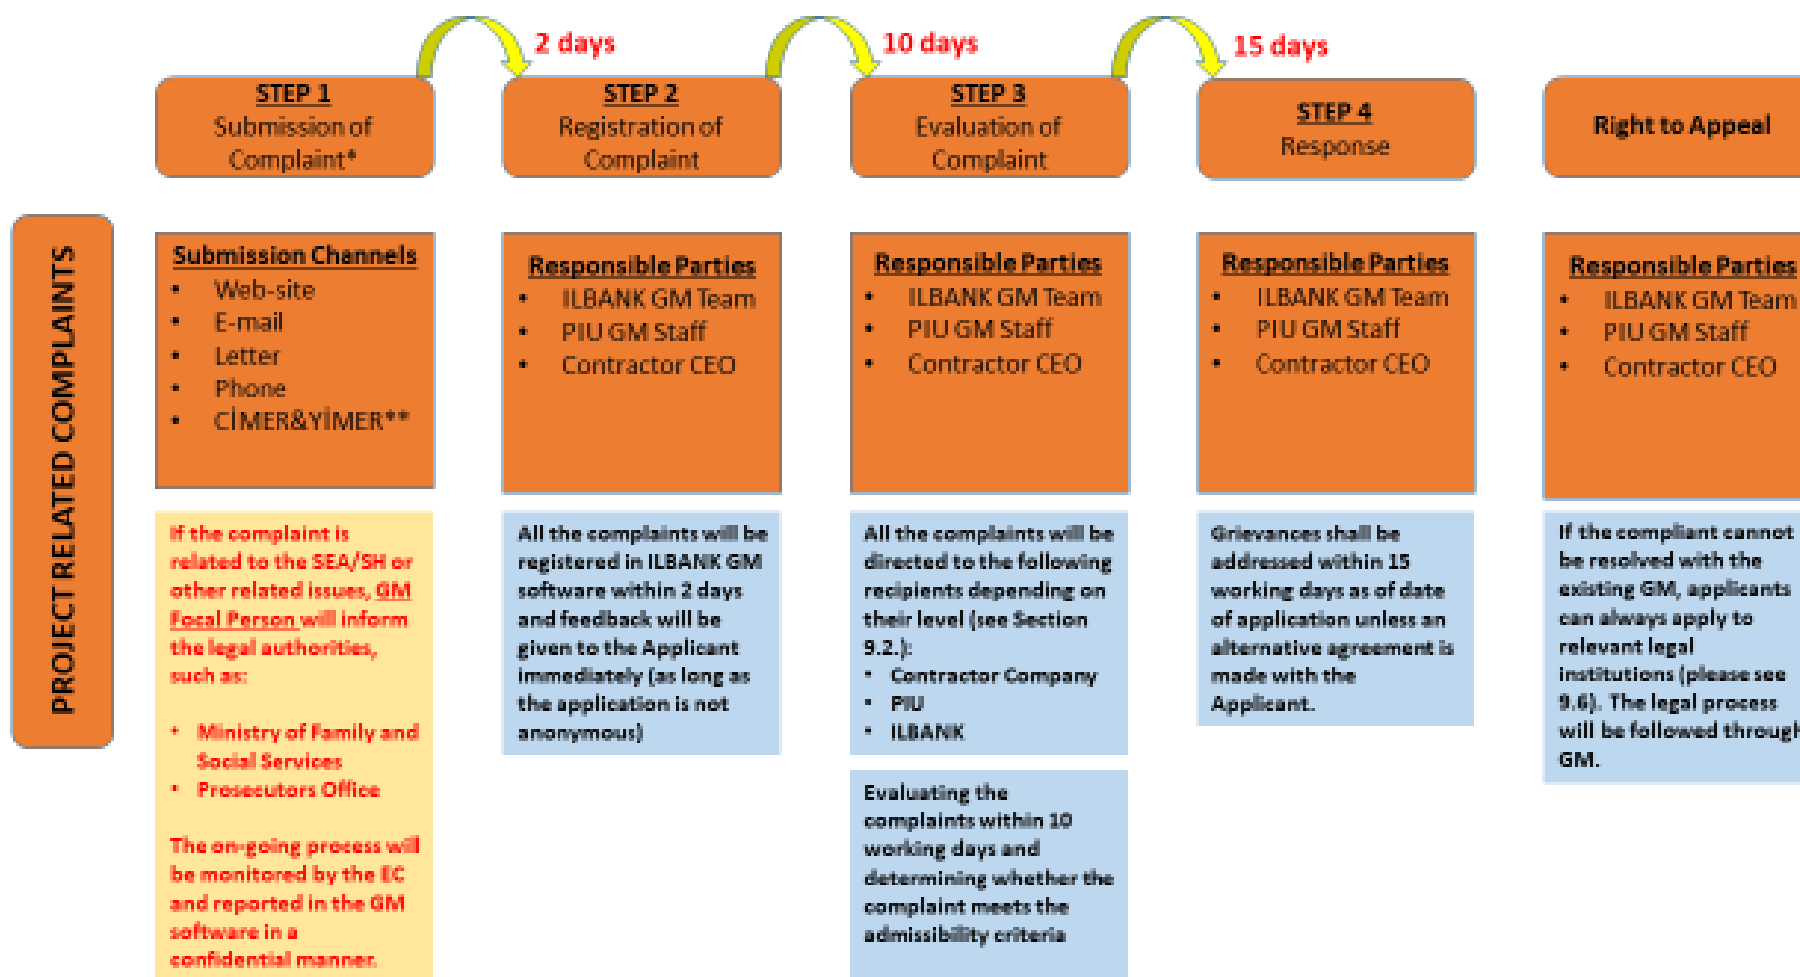 2 days
10 days
15 days
STEP 1
Submission of
Complaint*
STEP 2
Registration of
Complaint
STEP 3
Evaluation of
Complaint
STEP 4
Response
Right to Appeal
PROJECT RELATED COMPLAINTS
Submission Channels
• Web-site
• E-mail
• Letter
• Phone
• CİMER&YİMER**
Responsible Parties
• ILBANK GM Team
• PIU GM Staff
• Contractor CEO
Responsible Parties
• ILBANK GM Team
• PIU GM Staff
• Contractor CEO
Responsible Parties
• ILBANK GM Team
• PIU GM Staff
• Contractor CEO
Responsible Parties
• ILBANK GM Team
• PIU GM Staff
• Contractor CEO
If the complaint is
related to the SEA/SH or
other related issues, GM
Focal Person will inform
the legal authorities,
such as:
• Ministry of Family and
Social Services
• Prosecutors Office
The on-going process will
be monitored by the EC
and reported in the GM
software in a
confidential manner.
All the complaints will be
registered in ILBANK GM
software within 2 days
and feedback will be
given to the Applicant
immediately (as long as
the application is not
anonymous)
All the complaints will be
directed to the following
recipients depending on
their level (see Section
9.2.):
• Contractor Company
• PIU
• ILBANK
Evaluating the
complaints within 10
working days and
determining whether the
complaint meets the
admissibility criteria
Grievances shall be
addressed within 15
working days as of date
of application unless an
alternative agreement is
made with the
Applicant.
If the compliant cannot
be resolved with the
existing GM, applicants
can always apply to
relevant legal
institutions (please see
9.6). The legal process
will be followed through
GM.